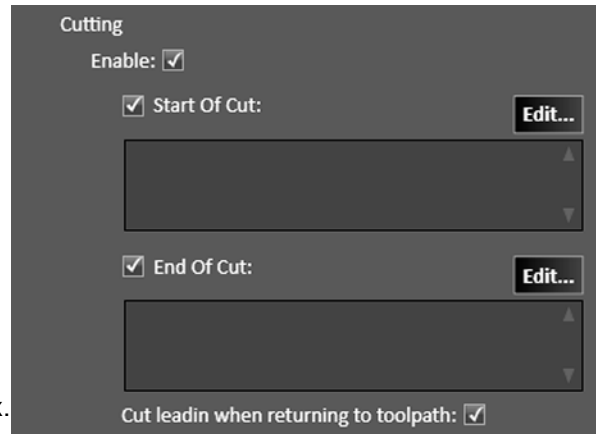 Cutting
Enable:
Start Of Cut:
Edit...
End Of Cut:
Edit...
Cut leadin when returning to toolpath: